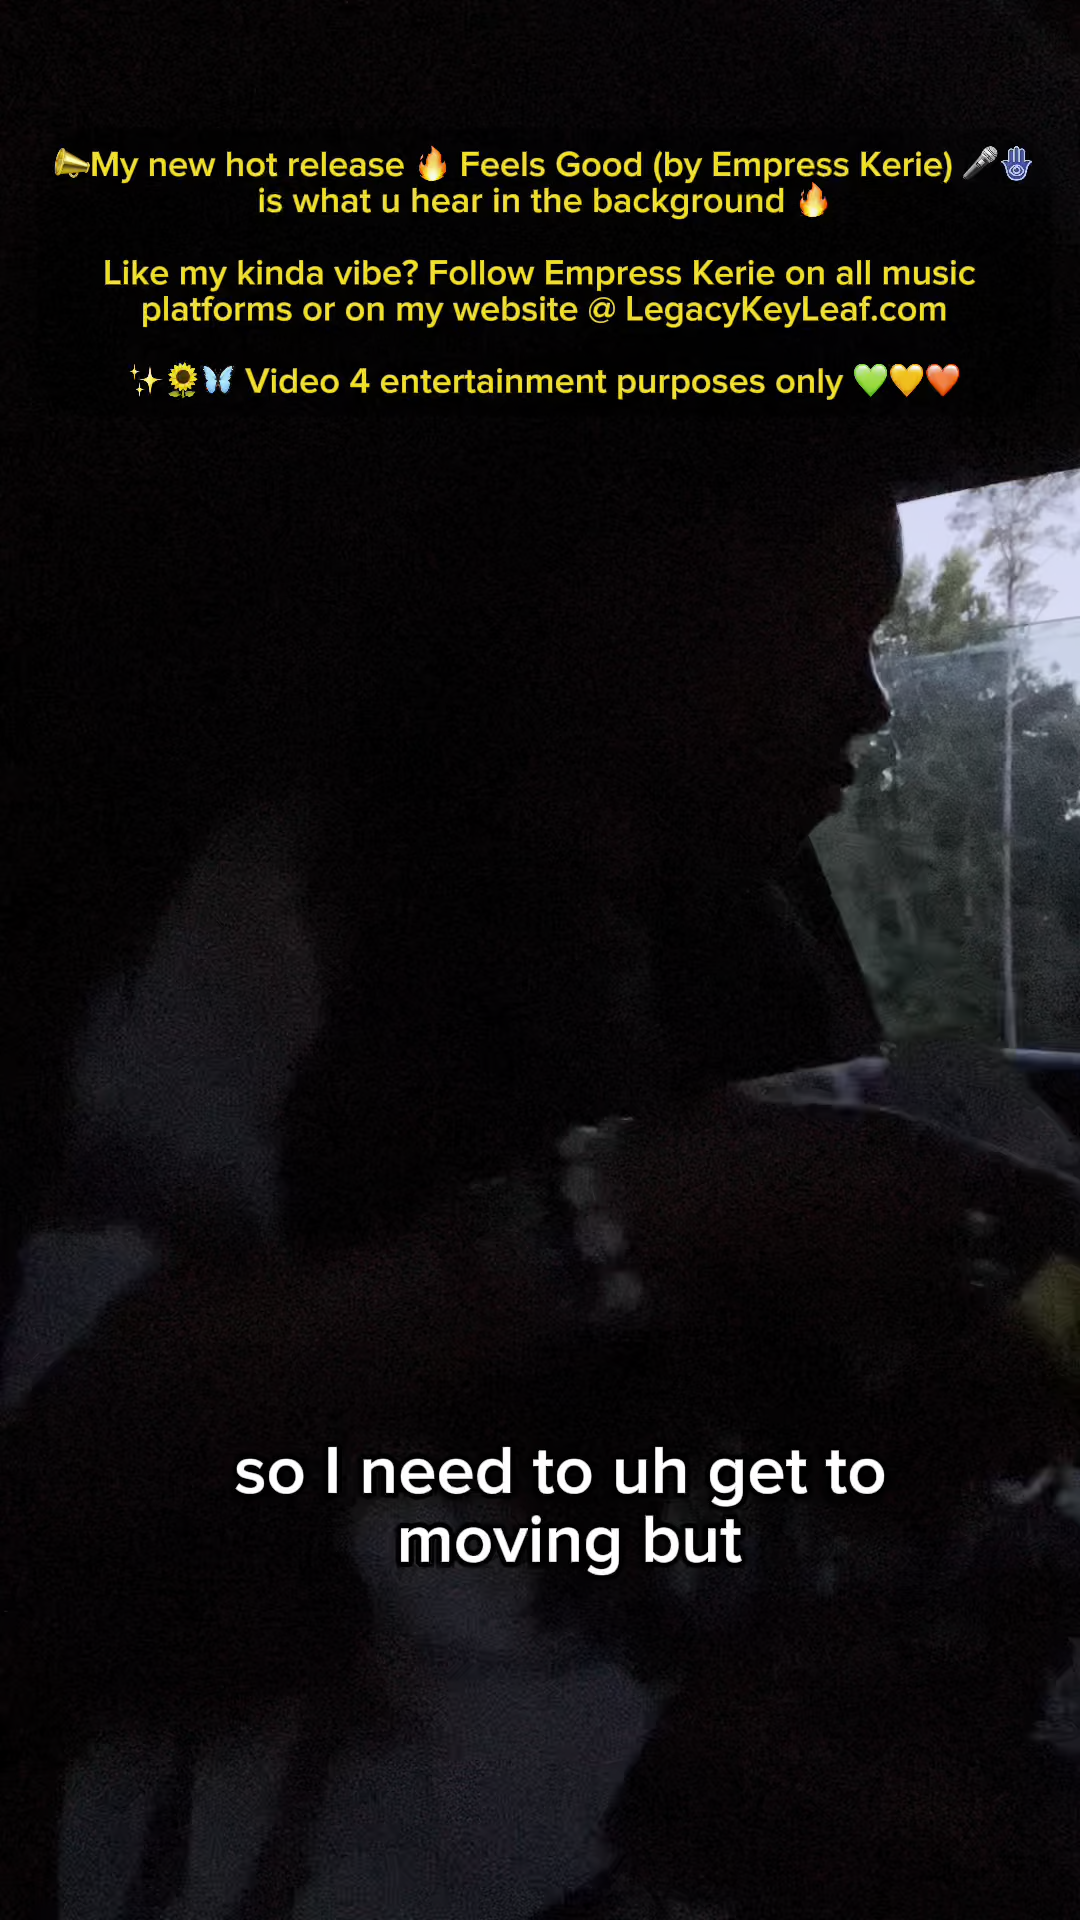 📣My new hot release 🔥 Feels Good (by Empress Kerie) 🎤🪬
is what u hear in the background 🔥
Like my kinda vibe? Follow Empress Kerie on all music
platforms or on my website @ LegacyKeyLeaf.com
✨🌻🦋 Video 4 entertainment purposes only 💚💛🧡
so I need to uh get to
moving but